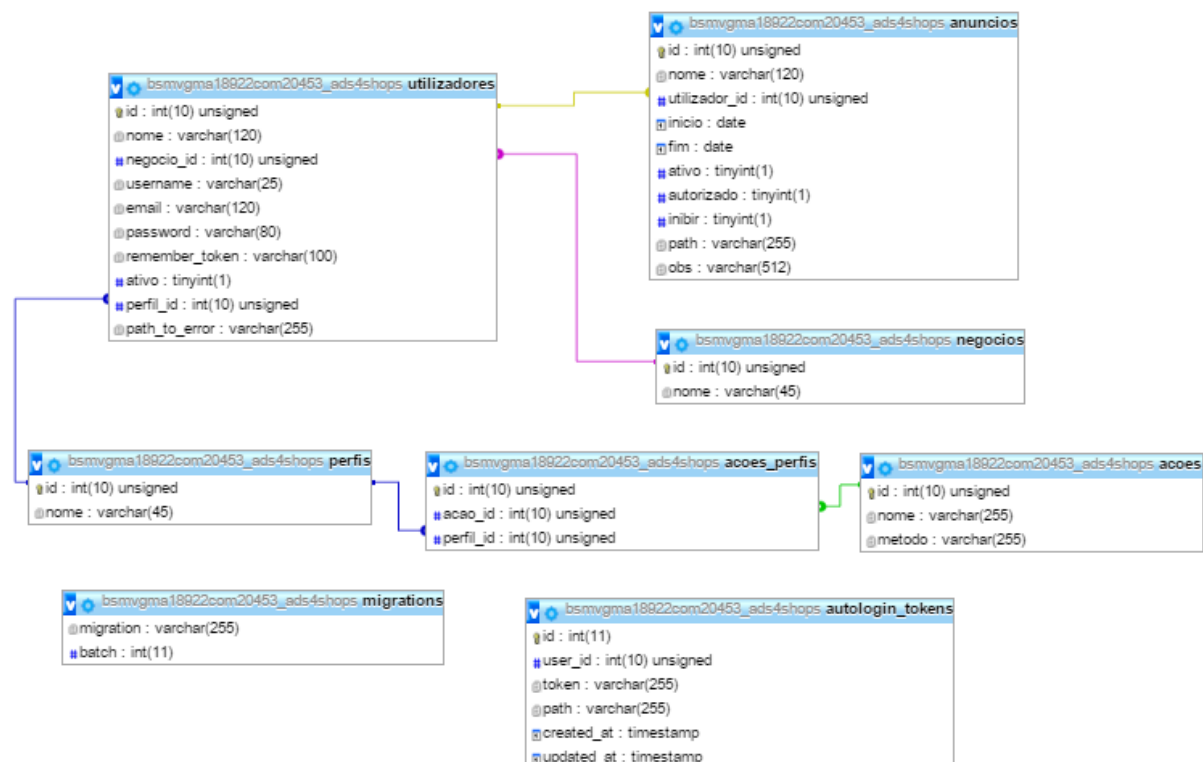 bsmvgma18922com20453_ads4shops utilizadores
id : int(10) unsigned
nome : varchar(120)
negocio_id : int(10) unsigned
username : varchar(25)
email : varchar(120)
password : varchar(80)
remember_token : varchar(100)
ativo : tinyint(1)
perfil_id : int(10) unsigned
path_to_error : varchar(255)
bsmvgma18922com20453_ads4shops anuncios
id : int(10) unsigned
nome : varchar(120)
utilizador_id : int(10) unsigned
inicio : date
fim : date
ativo : tinyint(1)
autorizado : tinyint(1)
inibir : tinyint(1)
path : varchar(255)
obs : varchar(512)
bsmvgma18922com20453_ads4shops negocios
id : int(10) unsigned
nome : varchar(45)
bsmvgma18922com20453_ads4shops perfis
id : int(10) unsigned
nome : varchar(45)
bsmvgma18922com20453_ads4shops acoes_perfis
id : int(10) unsigned
acao_id : int(10) unsigned
perfil_id : int(10) unsigned
bsmvgma18922com20453_ads4shops acoes
id : int(10) unsigned
nome : varchar(255)
metodo : varchar(255)
bsmvgma18922com20453_ads4shops migrations
migration : varchar(255)
batch : int(11)
bsmvgma18922com20453_ads4shops autologin_tokens
id : int(11)
user_id : int(10) unsigned
token : varchar(255)
path : varchar(255)
created_at : timestamp
updated_at : timestamp